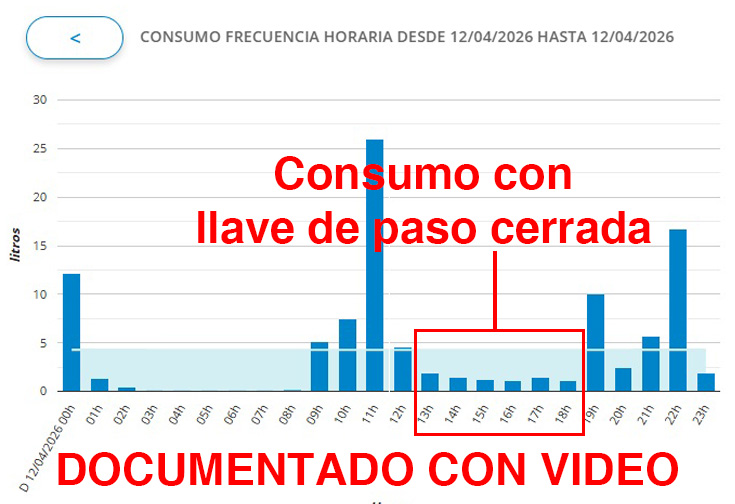 <
CONSUMO FRECUENCIA HORARIA DESDE 12/04/2026 HASTA 12/04/2026
30
25
20
15
10
5
0
litros
Consumo con
llave de paso cerrada
D 12/04/2026 00h
01h
02h
03h
04h
05h
06h
07h
08h
09h
10h
11h
12h
13h
14h
15h
16h
17h
18h
19h
20h
21h
22h
23h
DOCUMENTADO CON VIDEO